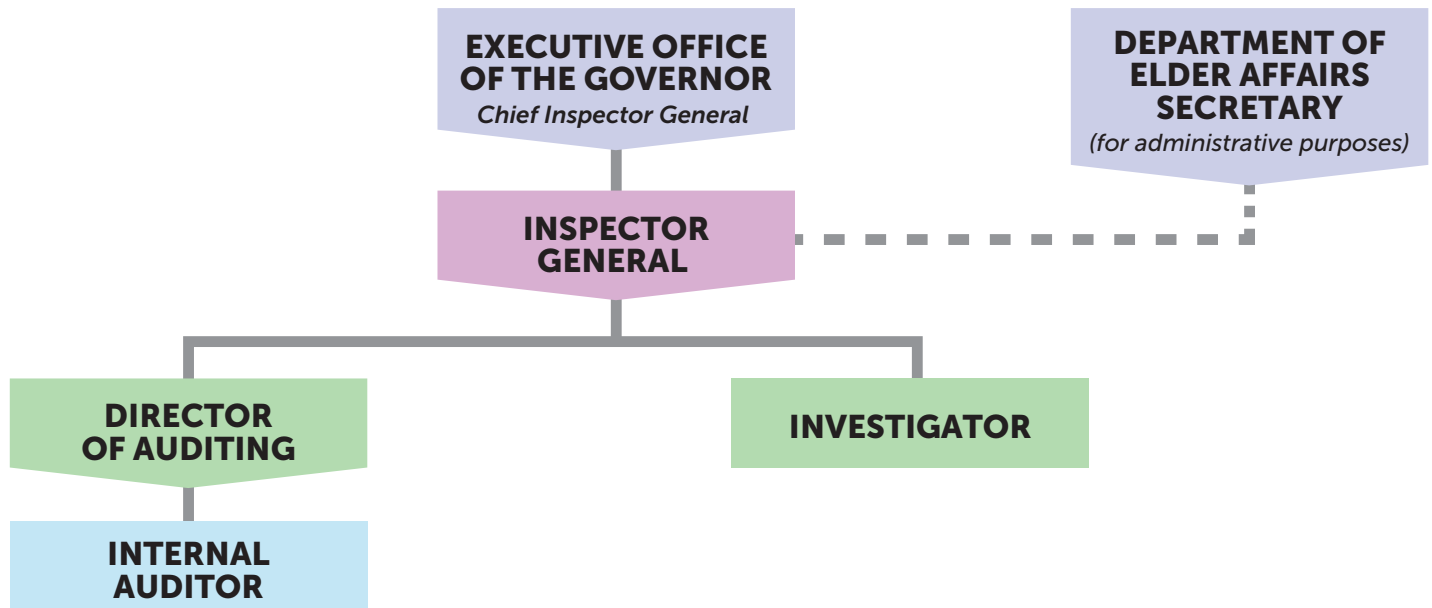 EXECUTIVE OFFICE
OF THE GOVERNOR
Chief Inspector General
DEPARTMENT OF
ELDER AFFAIRS
SECRETARY
(for administrative purposes)
INSPECTOR
GENERAL
DIRECTOR
OF AUDITING
INVESTIGATOR
INTERNAL
AUDITOR